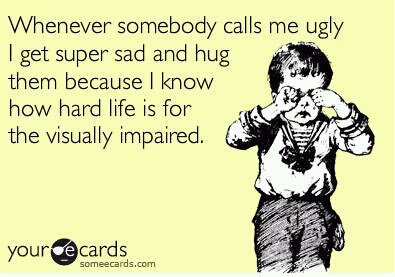 Whenever somebody calls me ugly
I get super sad and hug
them because I know
how hard life is for
the visually impaired.
your e cards
someecards.com